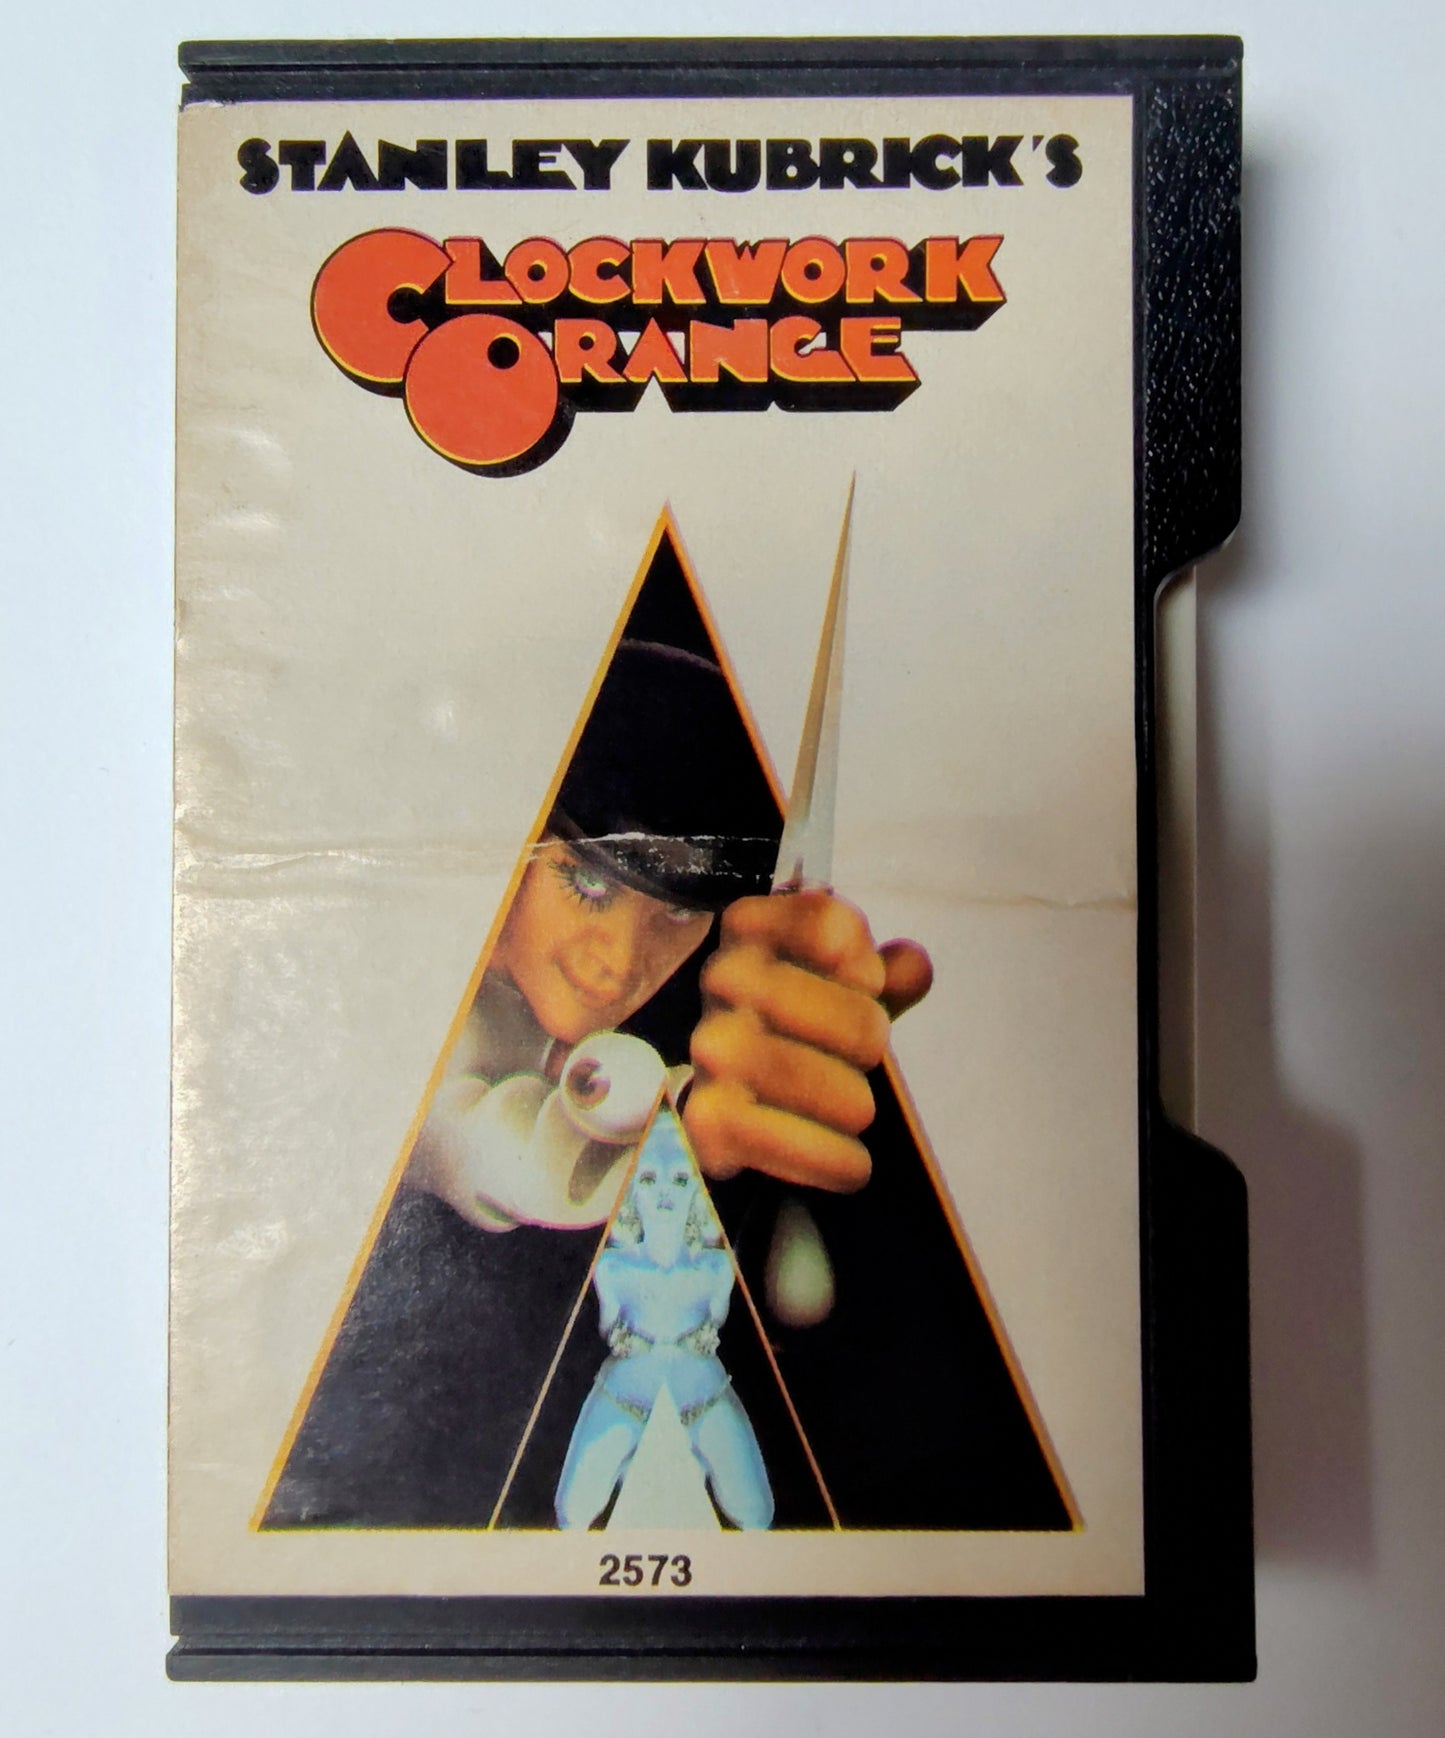 STANLEY KUBRICK'S
CLOCKWORK
ORANGE
2573